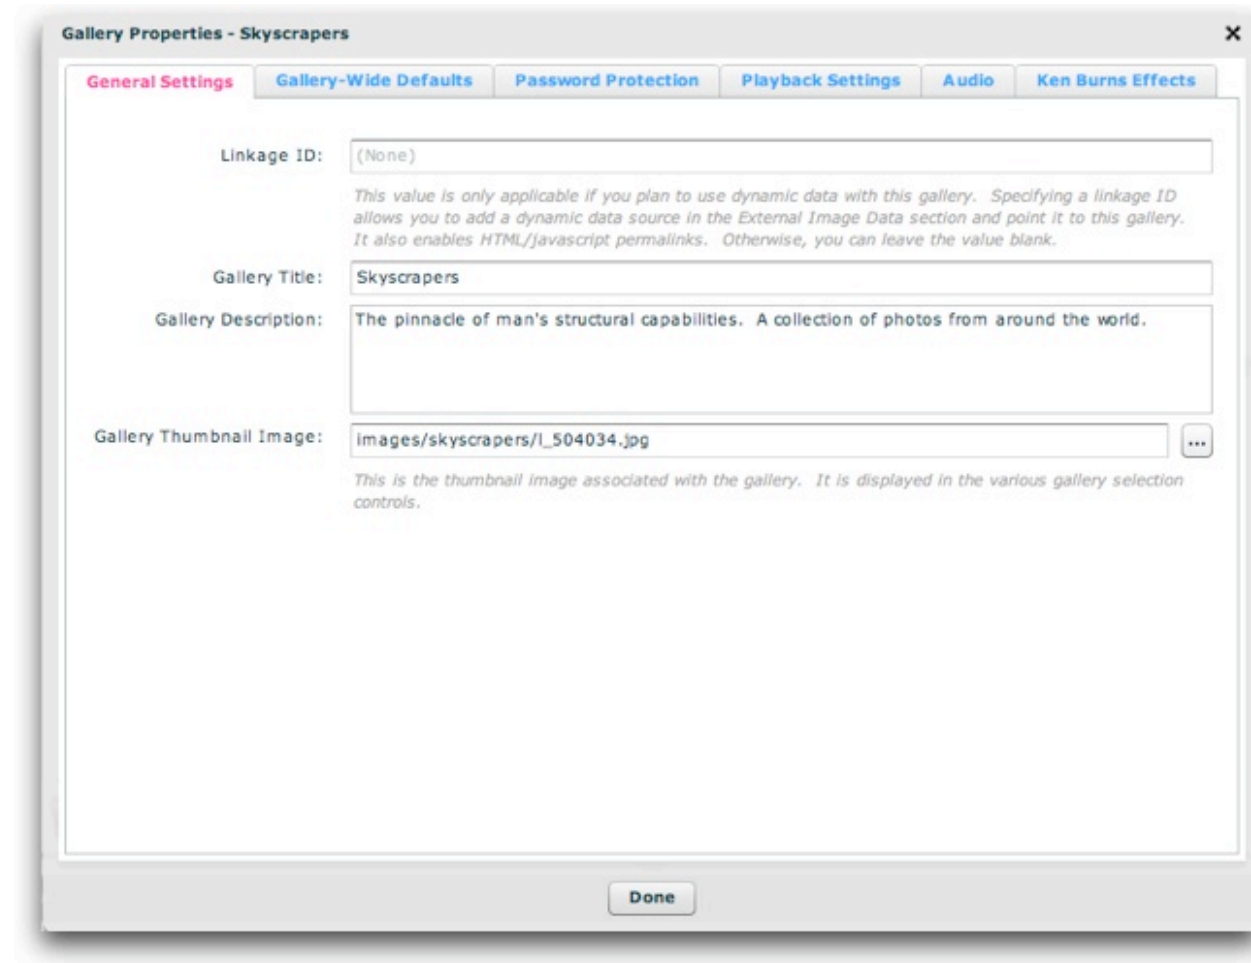 Gallery Properties - Skyscrapers
General Settings
Gallery-Wide Defaults
Password Protection
Playback Settings
Audio
Ken Burns Effects
Linkage ID:
(None)
This value is only applicable if you plan to use dynamic data with this gallery.  Specifying a linkage ID
allows you to add a dynamic data source in the External Image Data section and point it to this gallery.
It also enables HTML/javascript permalinks.  Otherwise, you can leave the value blank.
Gallery Title:
Skyscrapers
Gallery Description:
The pinnacle of man's structural capabilities.  A collection of photos from around the world.
Gallery Thumbnail Image:
images/skyscrapers/l_504034.jpg
...
This is the thumbnail image associated with the gallery.  It is displayed in the various gallery selection
controls.
Done